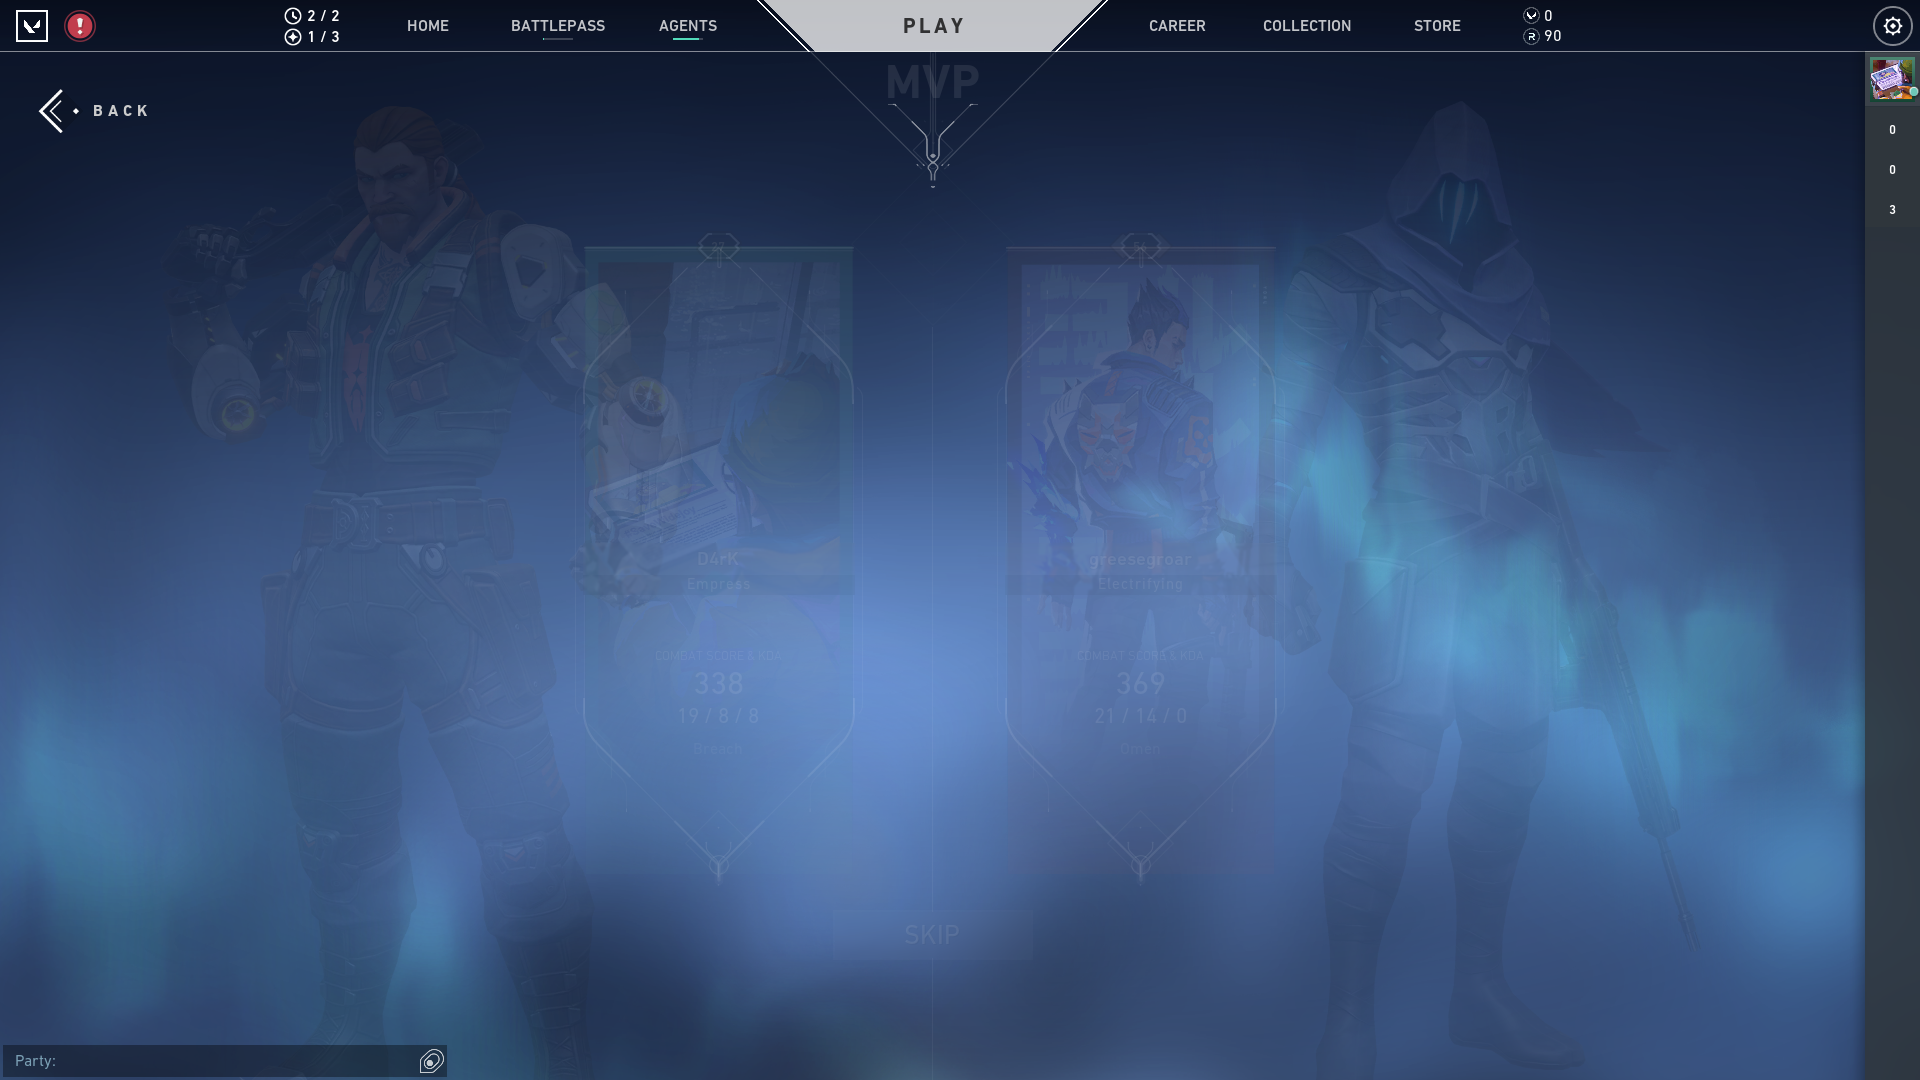 2 / 2
1 / 3
HOME
BATTLEPASS
AGENTS
PLAY
CAREER
COLLECTION
STORE
0
90
MVP
BACK
0
0
3
27
D4rK
Empress
COMBAT SCORE & KDA
338
19 / 8 / 8
Breach
greesegroar
Electrifying
COMBAT SCORE & KDA
369
21 / 14 / 0
Omen
SKIP
Party: